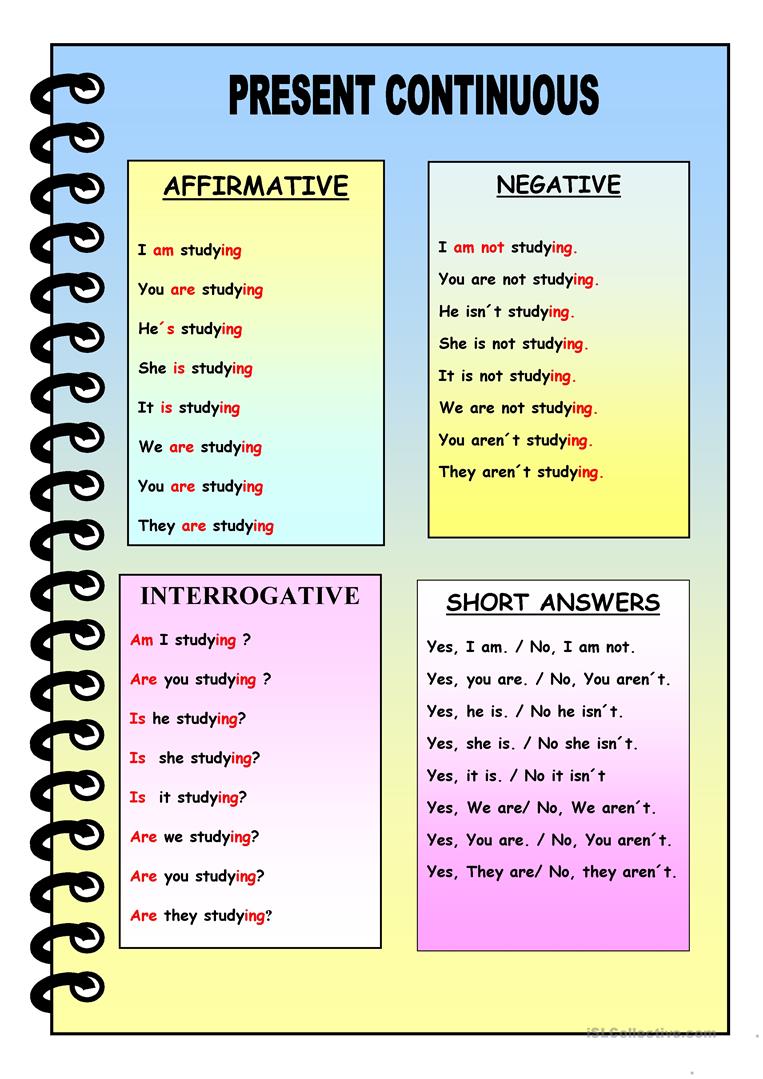 PRESENT CONTINUOUS
AFFIRMATIVE
I am studying
You are studying
He´s studying
She is studying
It is studying
We are studying
You are studying
They are studying
NEGATIVE
I am not studying.
You are not studying.
He isn´t studying.
She is not studying.
It is not studying.
We are not studying.
You aren´t studying.
They aren´t studying.
INTERROGATIVE
Am I studying ?
Are you studying ?
Is he studying?
Is she studying?
Is it studying?
Are we studying?
Are you studying?
Are they studying?
SHORT ANSWERS
Yes, I am. / No, I am not.
Yes, you are. / No, You aren´t.
Yes, he is. / No he isn´t.
Yes, she is. / No she isn´t.
Yes, it is. / No it isn´t
Yes, We are/ No, We aren´t.
Yes, You are. / No, You aren´t.
Yes, They are/ No, they aren´t.
iSLCollective.com